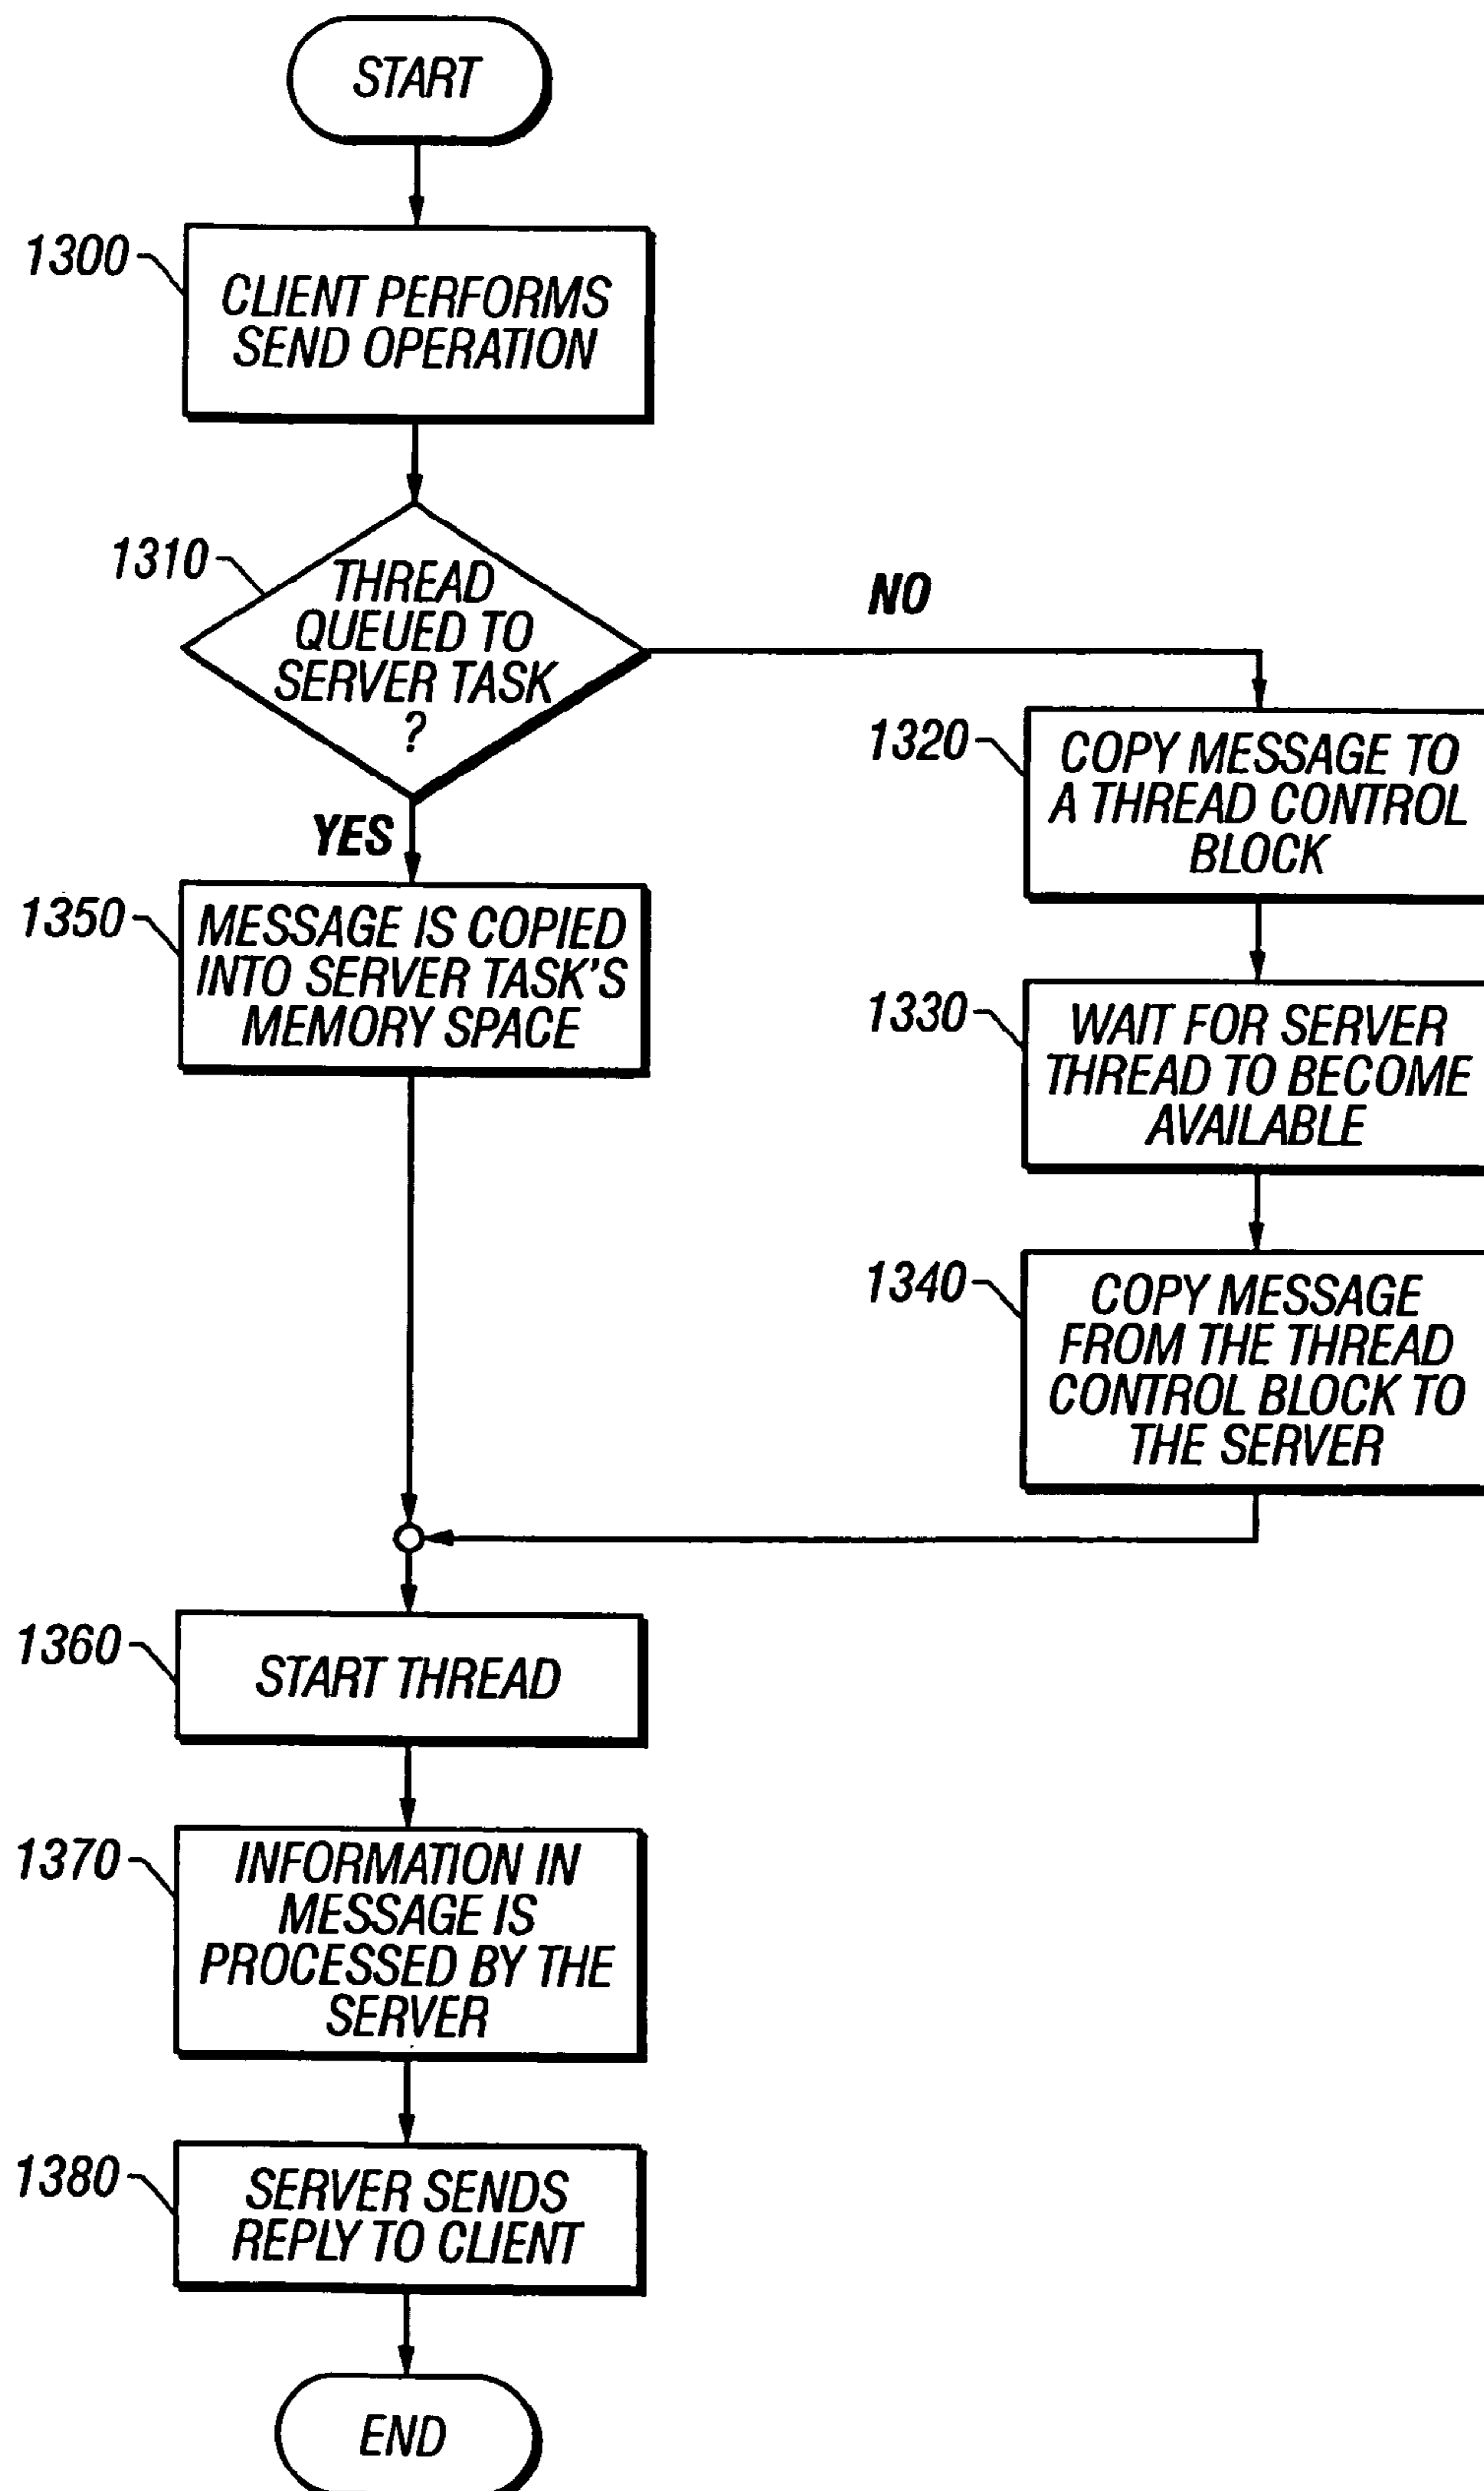 START
1300
CLIENT PERFORMS
SEND OPERATION
1310
THREAD
QUEUED TO
SERVER TASK
?
NO
YES
1320
COPY MESSAGE TO
A THREAD CONTROL
BLOCK
1350
MESSAGE IS COPIED
INTO SERVER TASK'S
MEMORY SPACE
1330
WAIT FOR SERVER
THREAD TO BECOME
AVAILABLE
1340
COPY MESSAGE
FROM THE THREAD
CONTROL BLOCK TO
THE SERVER
1360
START THREAD
1370
INFORMATION IN
MESSAGE IS
PROCESSED BY THE
SERVER
1380
SERVER SENDS
REPLY TO CLIENT
END